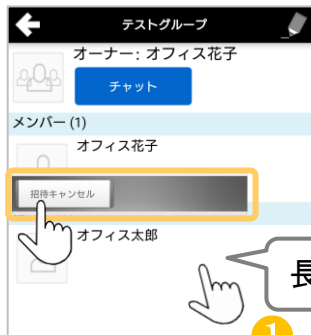 テストグループ
オーナー: オフィス花子
チャット
メンバー (1)
オフィス花子
招待キャンセル
オフィス太郎
長
1